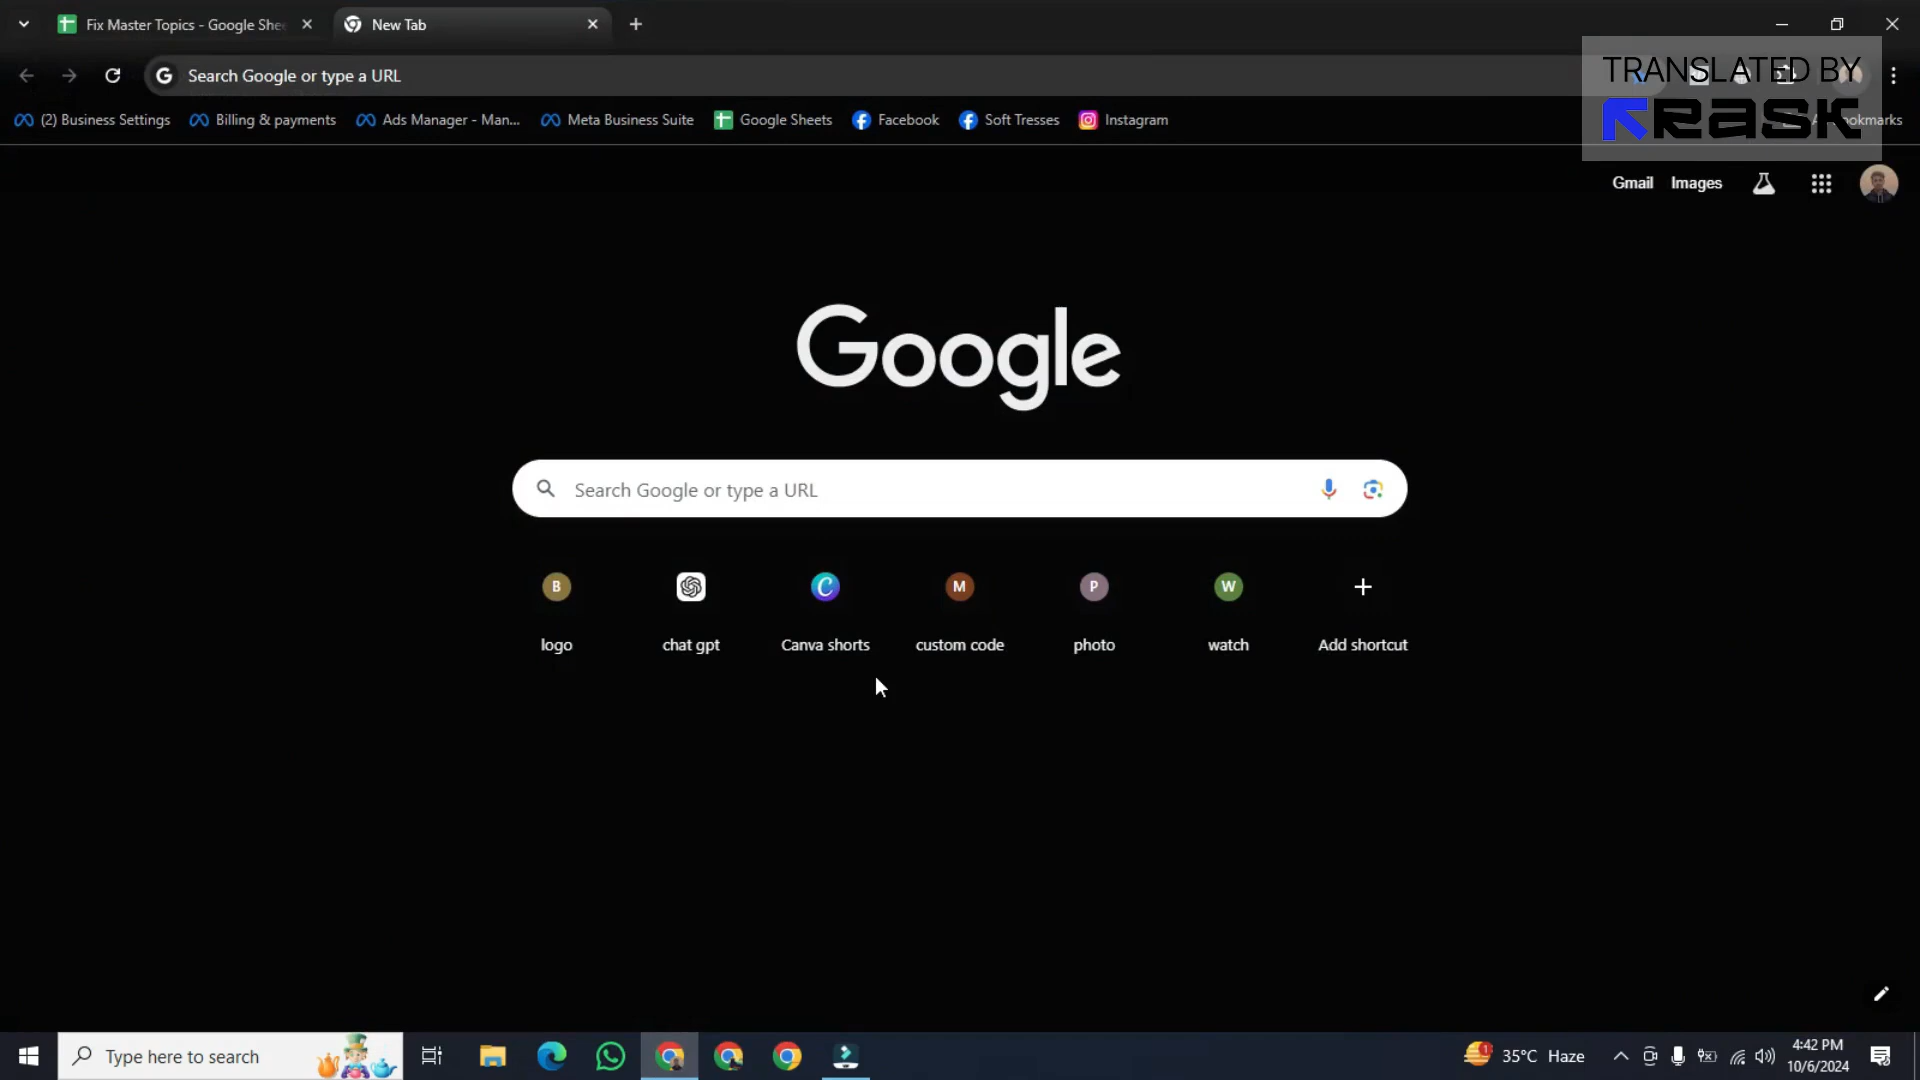 Fix Master Topics - Google She
New Tab
Search Google or type a URL
TRANSLATED BY
RASK
(2) Business Settings
Billing & payments
Ads Manager - Man...
Meta Business Suite
Google Sheets
Facebook
Soft Tresses
Instagram
Gmail
Images
Google
Search Google or type a URL
B
M
P
W
logo
chat gpt
Canva shorts
custom code
photo
watch
Add shortcut
Type here to search
35°C Haze
4:42 PM
10/6/2024